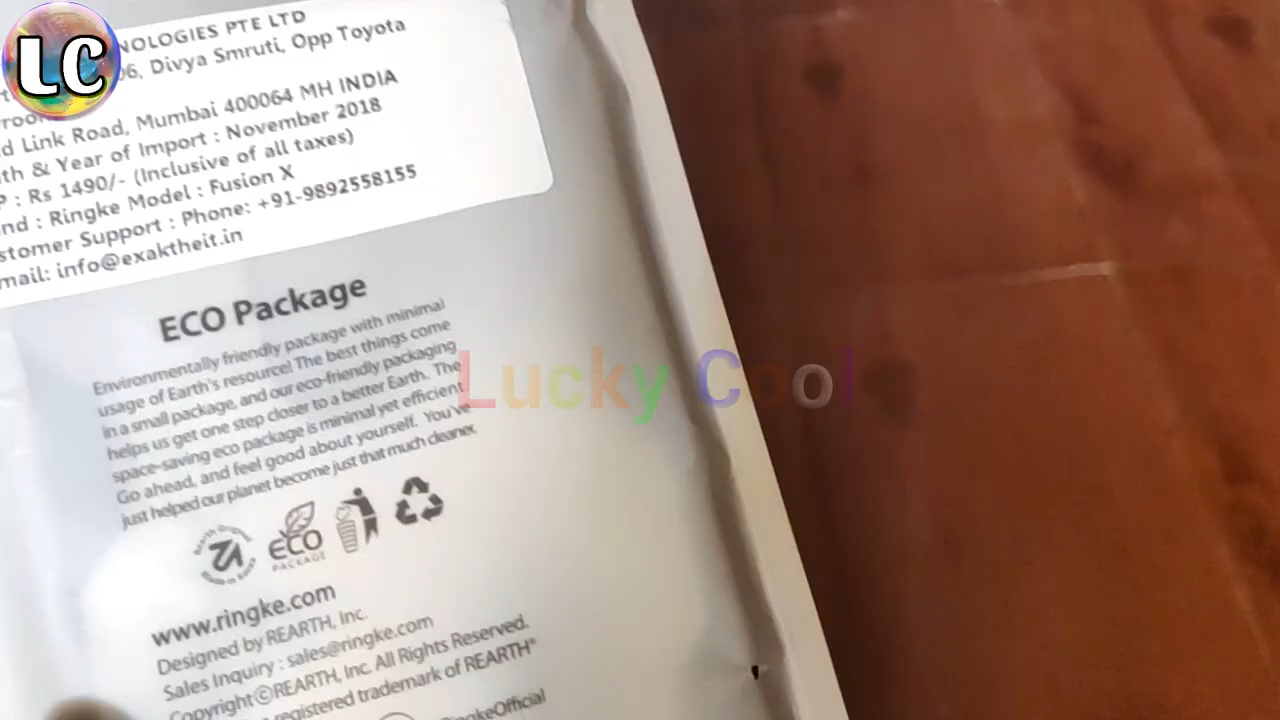 LC
NOLOGIES PTE LTD
06, Divya Smruti, Opp Toyota
d Link Road, Mumbai 400064 MH INDIA
th & Year of Import : November 2018
P : Rs 1490/- (Inclusive of all taxes)
nd : Ringke Model : Fusion X
stomer Support : Phone: +91-9892558155
mail: info@exaktheit.in
ECO Package
Environmentally friendly package with minimal
usage of Earth's resource! The best things come
in a small package, and our eco-friendly packaging
helps us get one step closer to a better Earth. The
space-saving eco package is minimal yet efficient.
Go ahead, and feel good about yourself. You've
just helped our planet become just that much cleaner.
Lucky Cool
ECO
PACKAGE
www.ringke.com
Designed by REARTH, Inc.
Sales Inquiry : sales@ringke.com
Copyright©REARTH, Inc. All Rights Reserved.
registered trademark of REARTH®
RingkeOfficial